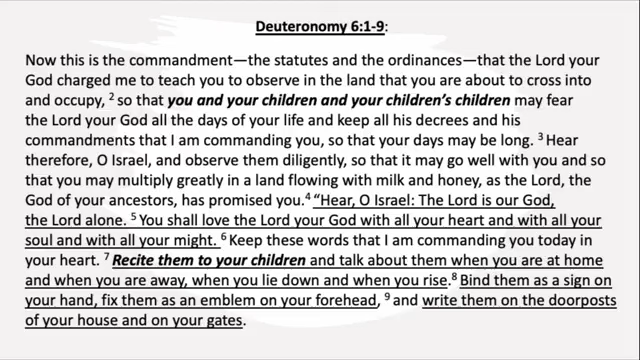 Deuteronomy 6:1-9:
Now this is the commandment—the statutes and the ordinances—that the Lord your
God charged me to teach you to observe in the land that you are about to cross into
and occupy, ² so that you and your children and your children’s children may fear
the Lord your God all the days of your life and keep all his decrees and his
commandments that I am commanding you, so that your days may be long. ³ Hear
therefore, O Israel, and observe them diligently, so that it may go well with you and so
that you may multiply greatly in a land flowing with milk and honey, as the Lord, the
God of your ancestors, has promised you.⁴ “Hear, O Israel: The Lord is our God,
the Lord alone. ⁵ You shall love the Lord your God with all your heart and with all your
soul and with all your might. ⁶ Keep these words that I am commanding you today in
your heart. ⁷ Recite them to your children and talk about them when you are at home
and when you are away, when you lie down and when you rise.⁸ Bind them as a sign on
your hand, fix them as an emblem on your forehead, ⁹ and write them on the doorposts
of your house and on your gates.